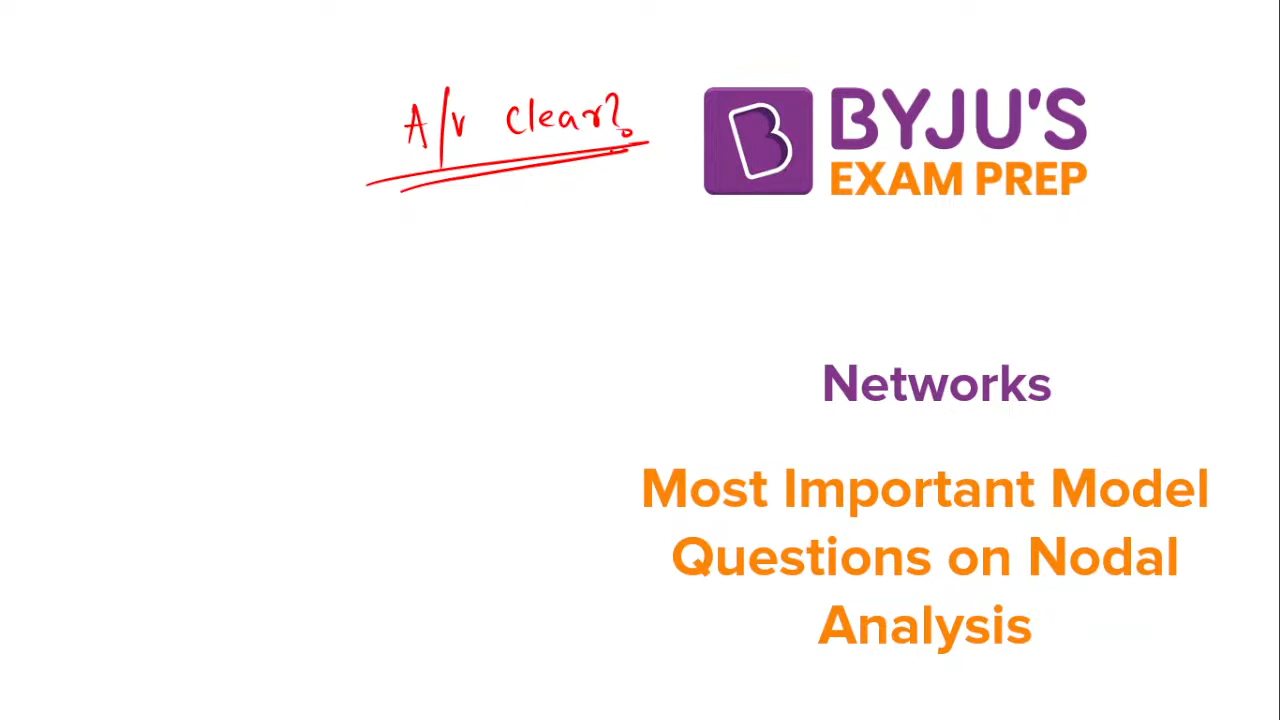 A/v clear?
BYJU'S
EXAM PREP
Networks
Most Important Model
Questions on Nodal
Analysis